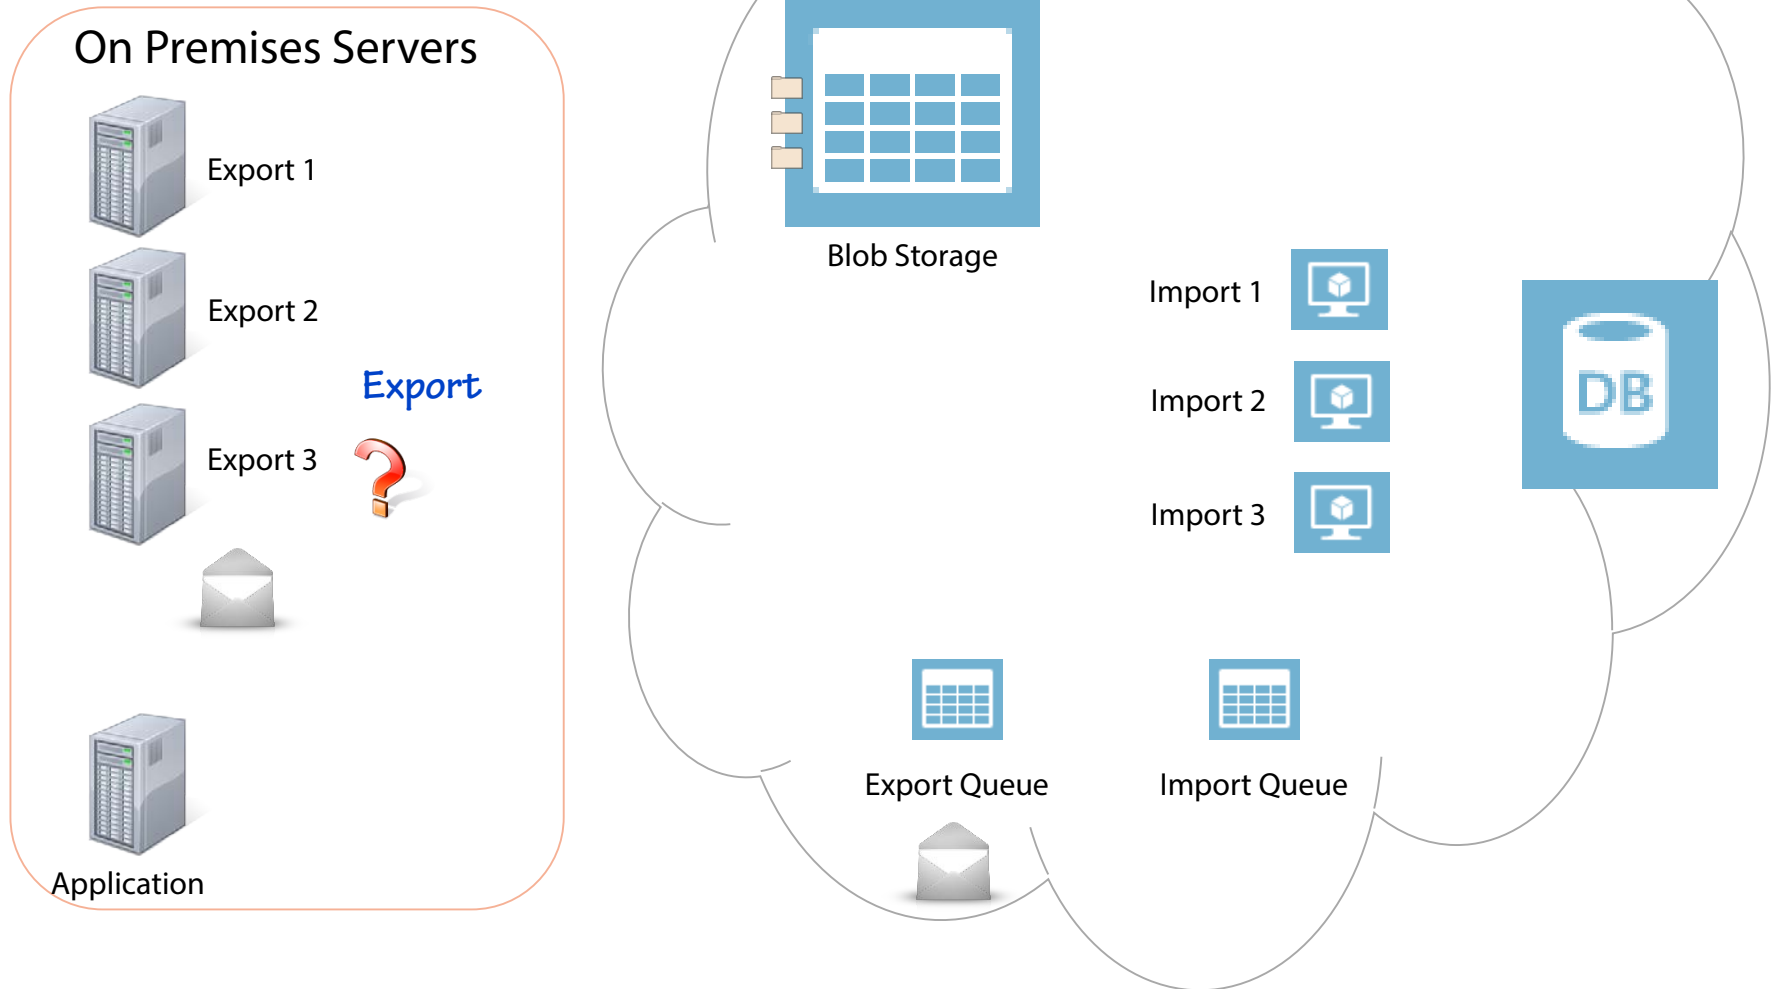 On Premises Servers
Export 1
Export 2
Export
Export 3
Application
Blob Storage
Import 1
Import 2
Import 3
DB
Export Queue
Import Queue